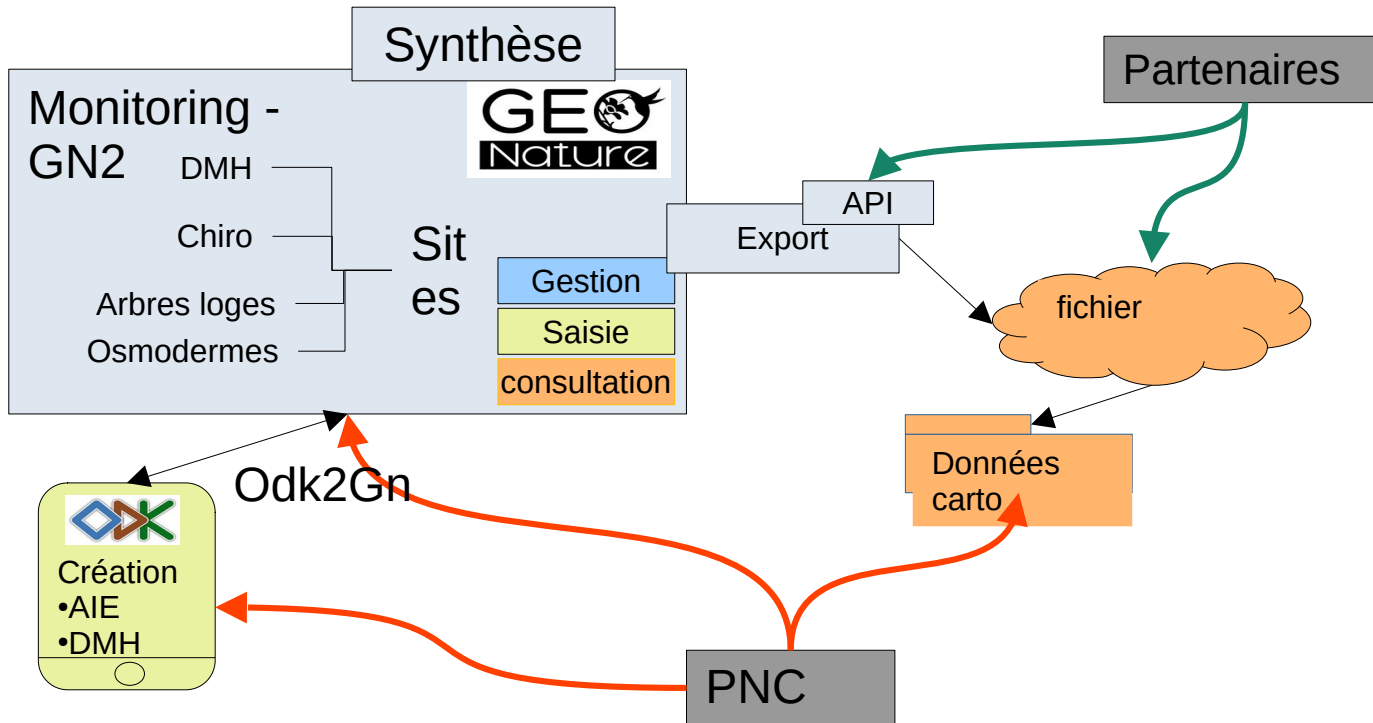 Synthèse
Partenaires
Monitoring -
GN2
GEO
Nature
DMH
Chiro
Arbres loges
Osmodermes
Sit
es
API
Export
Gestion
Saisie
consultation
fichier
Données
carto
Odk2Gn
ODK
Création
•AIE
•DMH
PNC